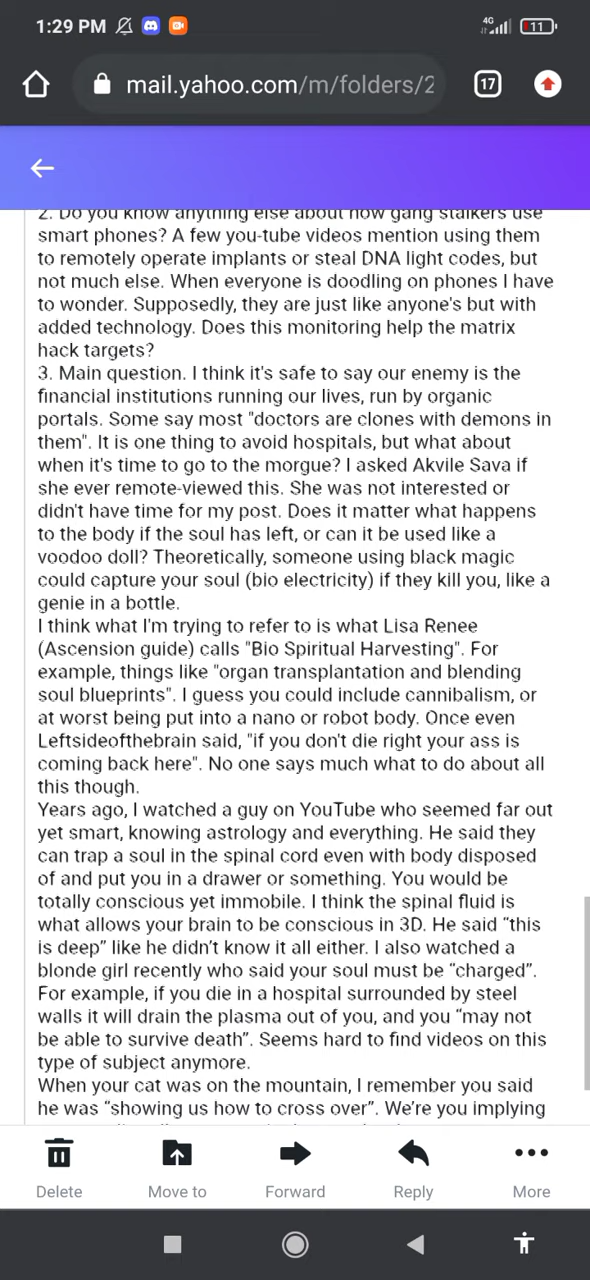 1:29 PM
4G
11
mail.yahoo.com/m/folders/2
17
2. Do you know anything else about how gang stalkers use
smart phones? A few you-tube videos mention using them
to remotely operate implants or steal DNA light codes, but
not much else. When everyone is doodling on phones I have
to wonder. Supposedly, they are just like anyone's but with
added technology. Does this monitoring help the matrix
hack targets?
3. Main question. I think it's safe to say our enemy is the
financial institutions running our lives, run by organic
portals. Some say most "doctors are clones with demons in
them". It is one thing to avoid hospitals, but what about
when it's time to go to the morgue? I asked Akvile Sava if
she ever remote-viewed this. She was not interested or
didn't have time for my post. Does it matter what happens
to the body if the soul has left, or can it be used like a
voodoo doll? Theoretically, someone using black magic
could capture your soul (bio electricity) if they kill you, like a
genie in a bottle.
I think what I'm trying to refer to is what Lisa Renee
(Ascension guide) calls "Bio Spiritual Harvesting". For
example, things like "organ transplantation and blending
soul blueprints". I guess you could include cannibalism, or
at worst being put into a nano or robot body. Once even
Leftsideofthebrain said, "if you don't die right your ass is
coming back here". No one says much what to do about all
this though.
Years ago, I watched a guy on YouTube who seemed far out
yet smart, knowing astrology and everything. He said they
can trap a soul in the spinal cord even with body disposed
of and put you in a drawer or something. You would be
totally conscious yet immobile. I think the spinal fluid is
what allows your brain to be conscious in 3D. He said “this
is deep” like he didn’t know it all either. I also watched a
blonde girl recently who said your soul must be “charged”.
For example, if you die in a hospital surrounded by steel
walls it will drain the plasma out of you, and you “may not
be able to survive death”. Seems hard to find videos on this
type of subject anymore.
When your cat was on the mountain, I remember you said
he was “showing us how to cross over”. We’re you implying
Delete
Move to
Forward
Reply
More